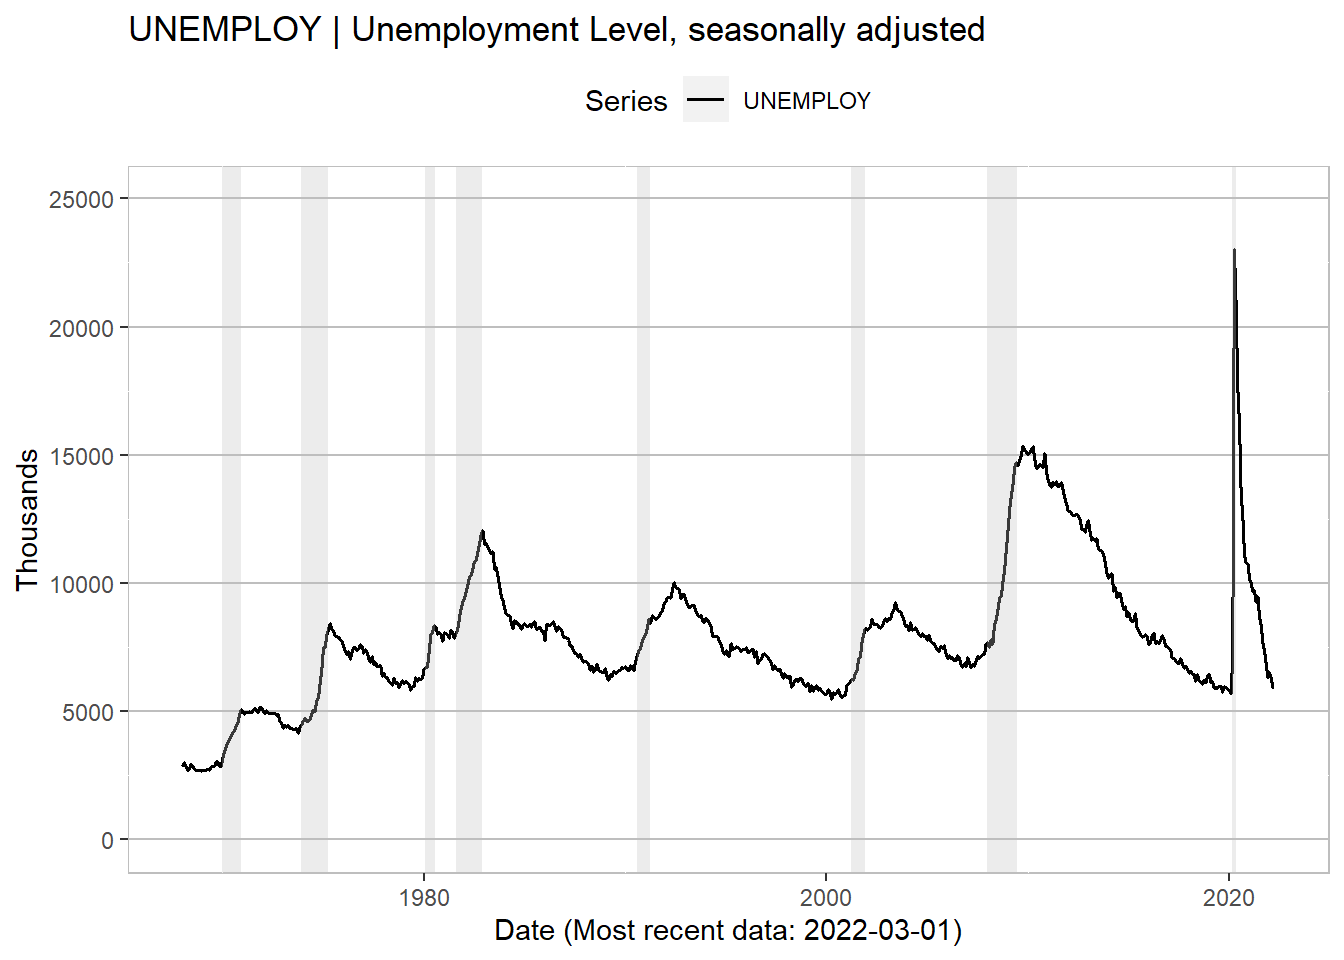 UNEMPLOY | Unemployment Level, seasonally adjusted
Series UNEMPLOY
25000
20000
15000
10000
5000
0
Thousands
1980 2000 2020
Date (Most recent data: 2022-03-01)